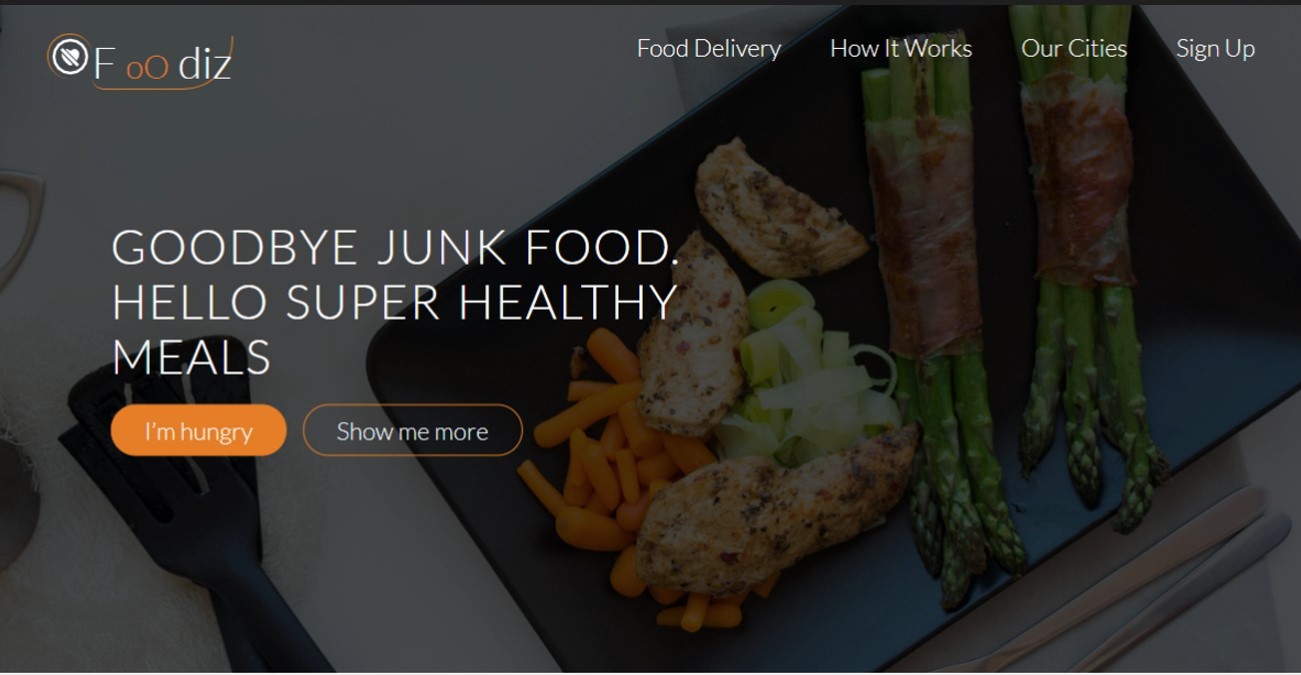 F oO diz
Food Delivery How It Works Our Cities Sign Up
GOODBYE JUNK FOOD.
HELLO SUPER HEALTHY
MEALS
I'm hungry Show me more